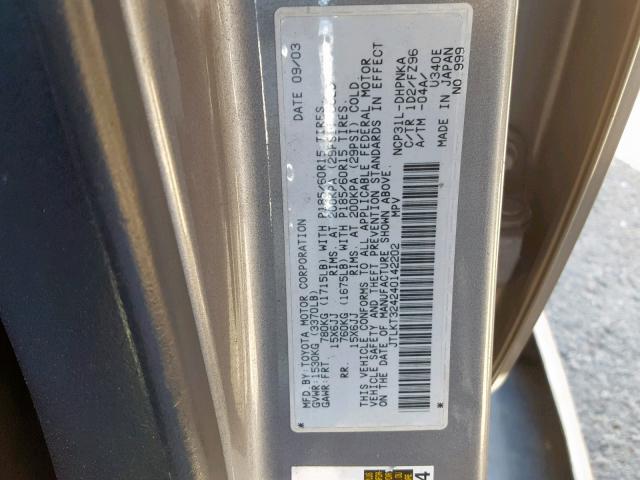 MFD.BY:TOYOTA MOTOR CORPORATION DATE 09/03
GVWR:1530KG (3370LB)
GAWR:FRT. 780KG (1715LB) WITH P185/60R15 TIRES,
15X6JJ RIMS. AT 200KPA (29PSI) COLD
RR. 760KG (1675LB) WITH P185/60R15 TIRES.
15X6JJ RIMS. AT 200KPA (29PSI) COLD
THIS VEHICLE CONFORMS TO ALL APPLICABLE FEDERAL MOTOR
VEHICLE SAFETY AND THEFT PREVENTION STANDARDS IN EFFECT
ON THE DATE OF MANUFACTURE SHOWN ABOVE.
* JTLKT324240142202 MPV *
NCP31L-DHPNKA
C/TR 1D2/FZ96
A/TM -04A/
U340E
MADE IN JAPAN
NO.999
4